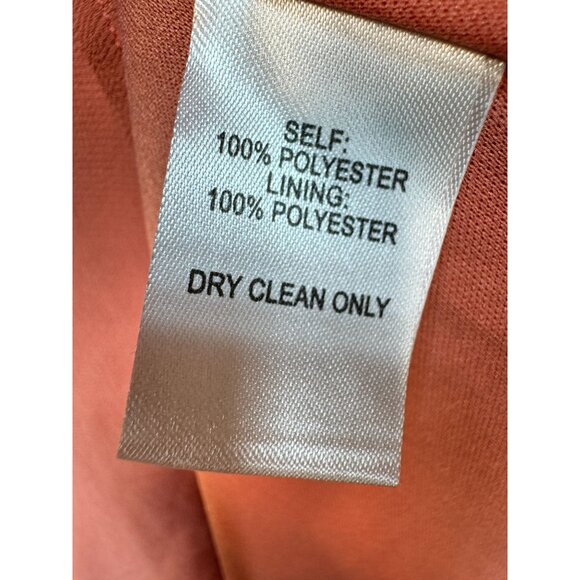 SELF:
100% POLYESTER
LINING:
100% POLYESTER
DRY CLEAN ONLY